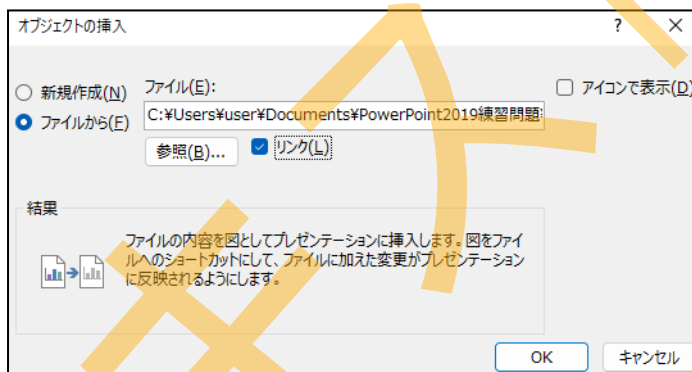 オブジェクトの挿入 ? ×
新規作成(N) ファイル(E): アイコンで表示(D)
ファイルから(F) C:¥Users¥user¥Documents¥PowerPoint2019練習問題
参照(B)... リンク(L)
結果
ファイルの内容を図としてプレゼンテーションに挿入します。図をファイ
ルへのショートカットにして、ファイルに加えた変更がプレゼンテーション
に反映されるようにします。
OK キャンセル